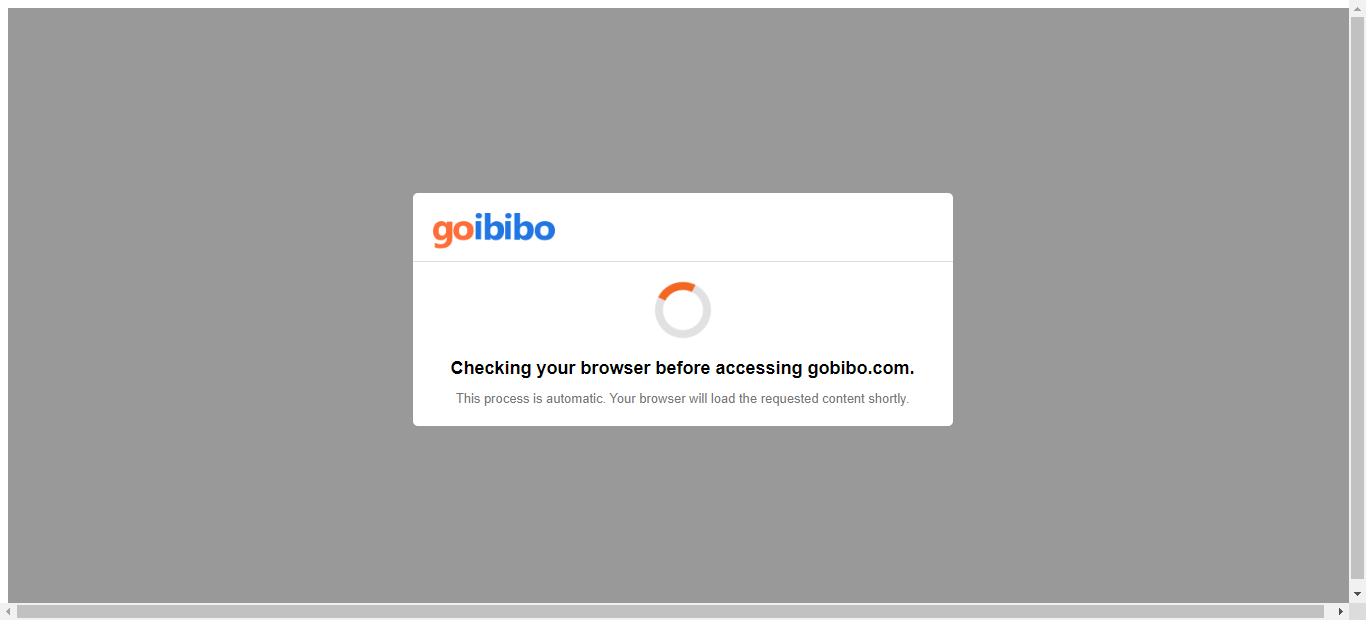 goibibo
Checking your browser before accessing gobibo.com.
This process is automatic. Your browser will load the requested content shortly.